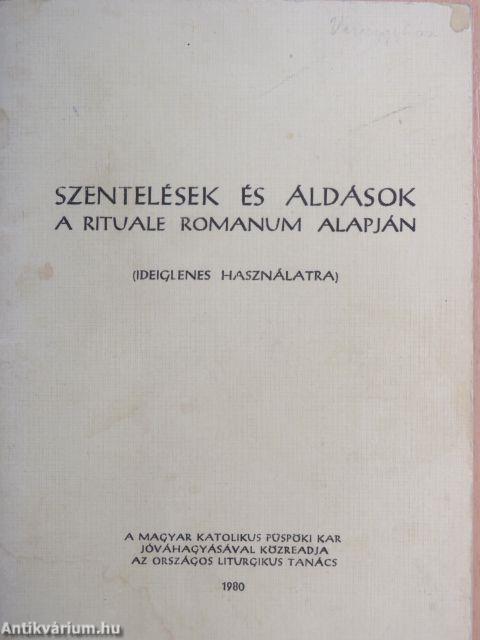 SZENTELÉSEK ÉS ÁLDÁSOK
A RITUALE ROMANUM ALAPJÁN
(IDEIGLENES HASZNÁLATRA)
A MAGYAR KATOLIKUS PÜSPÖKI KAR
JÓVÁHAGYÁSÁVAL KÖZREADJA
AZ ORSZÁGOS LITURGIKUS TANÁCS
1980
Antikvárium.hu